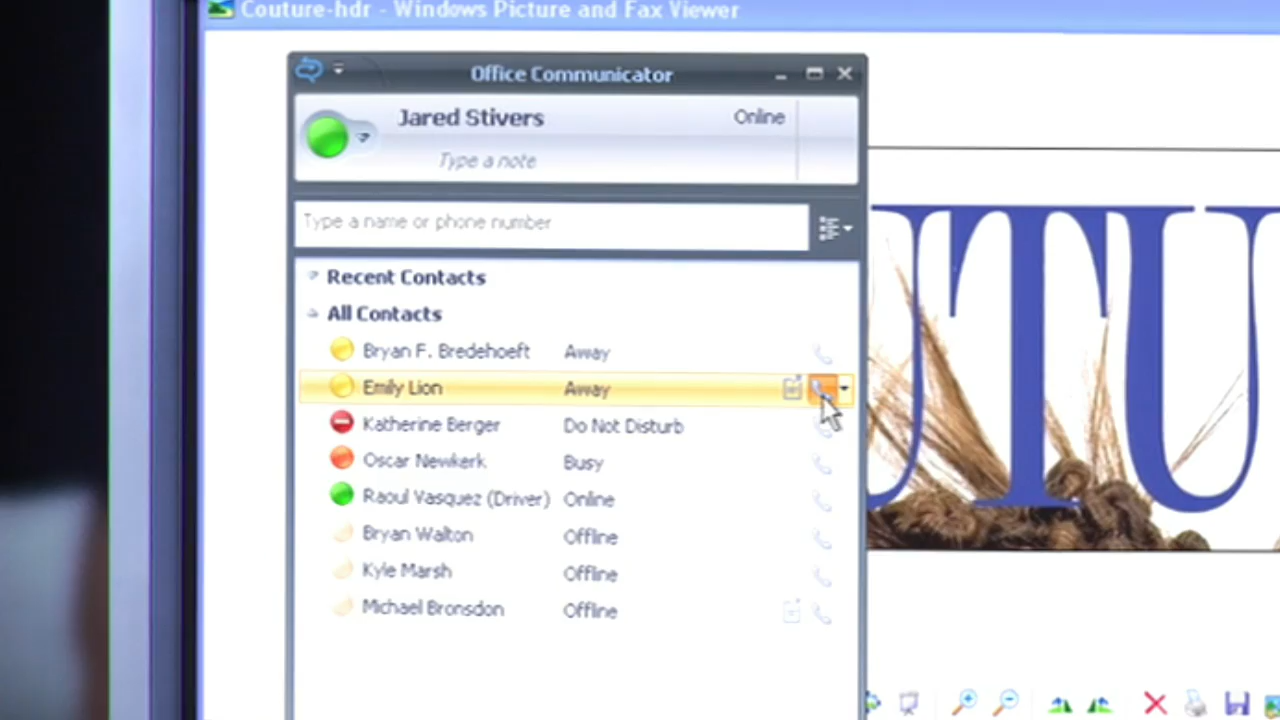 Couture-hdr - Windows Picture and Fax Viewer
Office Communicator
Jared Stivers Online
Type a note
Type a name or phone number
Recent Contacts
All Contacts
Bryan F. Bredehoeft Away
Emily Lion Away
Katherine Berger Do Not Disturb
Oscar Newkerk Busy
Raoul Vasquez (Driver) Online
Bryan Walton Offline
Kyle Marsh Offline
Michael Bronsdon Offline
UTU